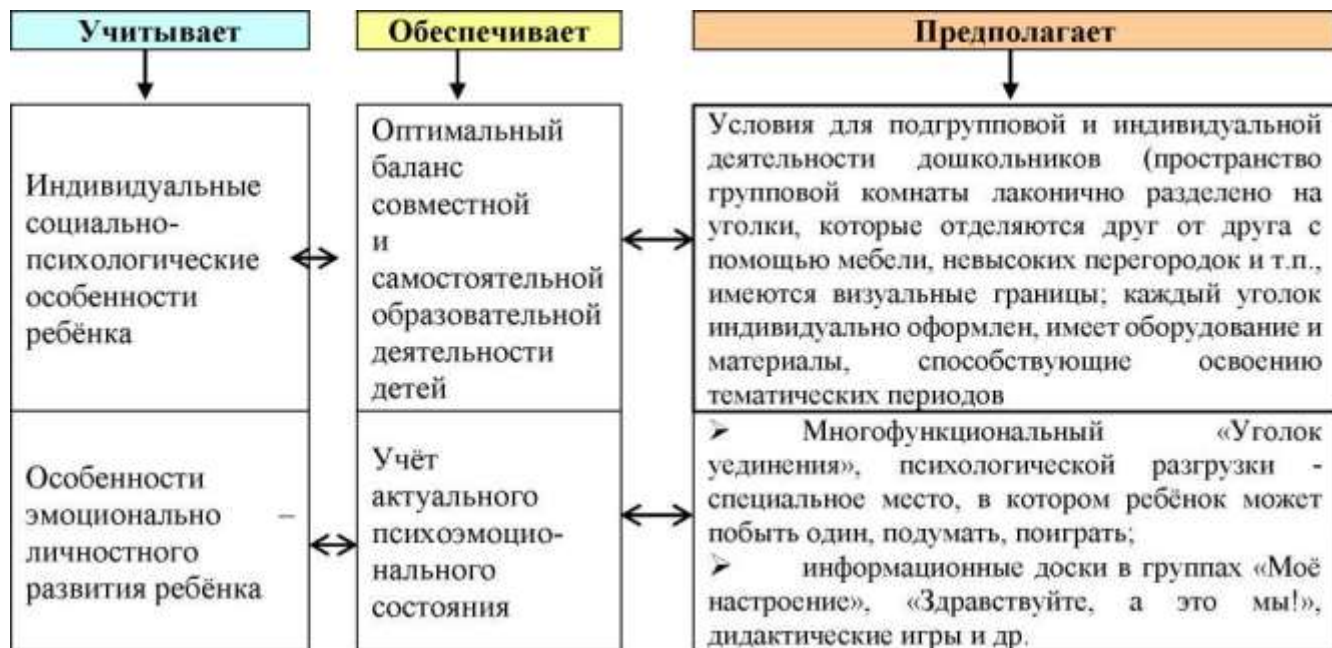 Учитывает
Обеспечивает
Предполагает
Индивидуальные
социально-
психологические
особенности
ребёнка
Оптимальный
баланс
совместной
и
самостоятельной
образовательной
деятельности
детей
Условия для подгрупповой и индивидуальной
деятельности дошкольников (пространство
групповой комнаты лаконично разделено на
уголки, которые отделяются друг от друга с
помощью мебели, невысоких перегородок и т.п.,
имеются визуальные границы; каждый уголок
индивидуально оформлен, имеет оборудование и
материалы, способствующие освоению
тематических периодов
Особенности
эмоционально –
личностного
развития ребёнка
Учёт
актуального
психоэмоцио-
нального
состояния
➢ Многофункциональный «Уголок
уединения», психологической разгрузки -
специальное место, в котором ребёнок может
побыть один, подумать, поиграть;
➢ информационные доски в группах «Моё
настроение», «Здравствуйте, а это мы!»,
дидактические игры и др.